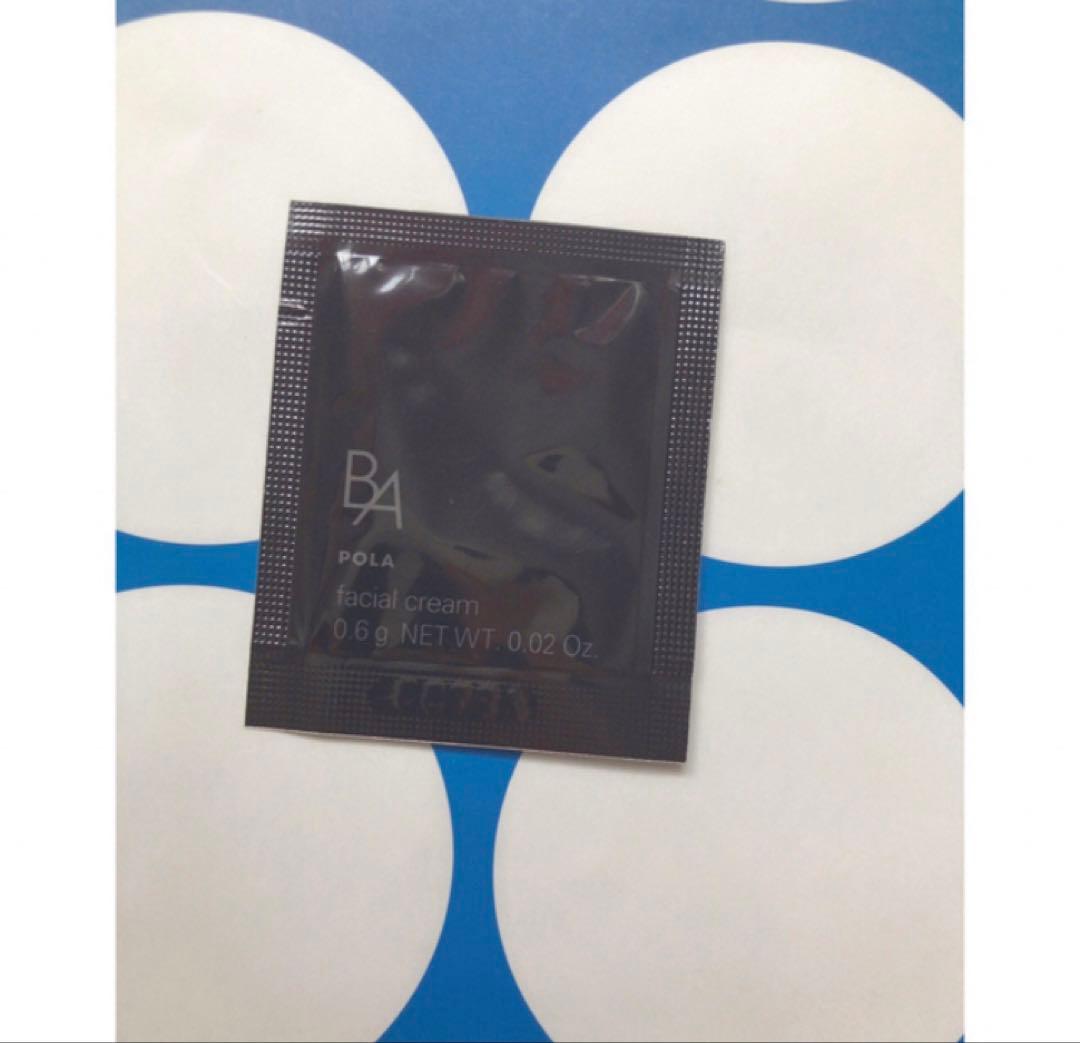 BA
POLA
facial cream
0.6 g NET WT. 0.02 Oz.